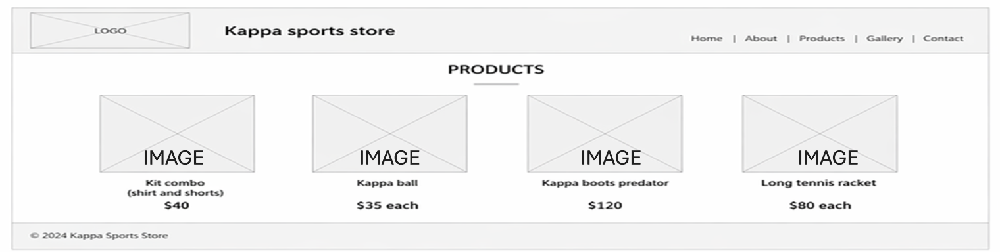 LOGO
Kappa sports store
Home | About | Products | Gallery | Contact
PRODUCTS
IMAGE
Kit combo
(shirt and shorts)
$40
IMAGE
Kappa ball
$35 each
IMAGE
Kappa boots predator
$120
IMAGE
Long tennis racket
$80 each
© 2024 Kappa Sports Store